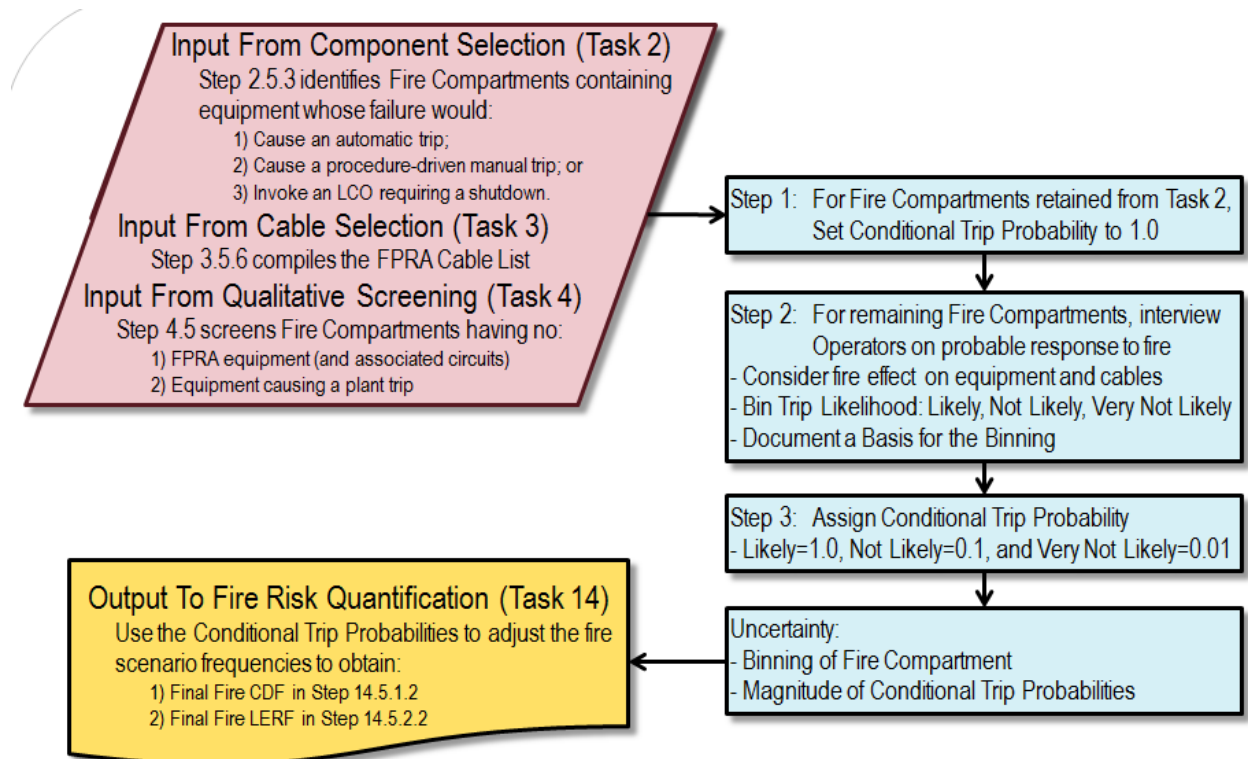 Input From Component Selection (Task 2)
Step 2.5.3 identifies Fire Compartments containing
equipment whose failure would:
1) Cause an automatic trip;
2) Cause a procedure-driven manual trip; or
3) Invoke an LCO requiring a shutdown.
Input From Cable Selection (Task 3)
Step 3.5.6 compiles the FPRA Cable List
Input From Qualitative Screening (Task 4)
Step 4.5 screens Fire Compartments having no:
1) FPRA equipment (and associated circuits)
2) Equipment causing a plant trip
Step 1: For Fire Compartments retained from Task 2,
Set Conditional Trip Probability to 1.0
Step 2: For remaining Fire Compartments, interview
Operators on probable response to fire
- Consider fire effect on equipment and cables
- Bin Trip Likelihood: Likely, Not Likely, Very Not Likely
- Document a Basis for the Binning
Step 3: Assign Conditional Trip Probability
- Likely=1.0, Not Likely=0.1, and Very Not Likely=0.01
Uncertainty:
- Binning of Fire Compartment
- Magnitude of Conditional Trip Probabilities
Output To Fire Risk Quantification (Task 14)
Use the Conditional Trip Probabilities to adjust the fire
scenario frequencies to obtain:
1) Final Fire CDF in Step 14.5.1.2
2) Final Fire LERF in Step 14.5.2.2